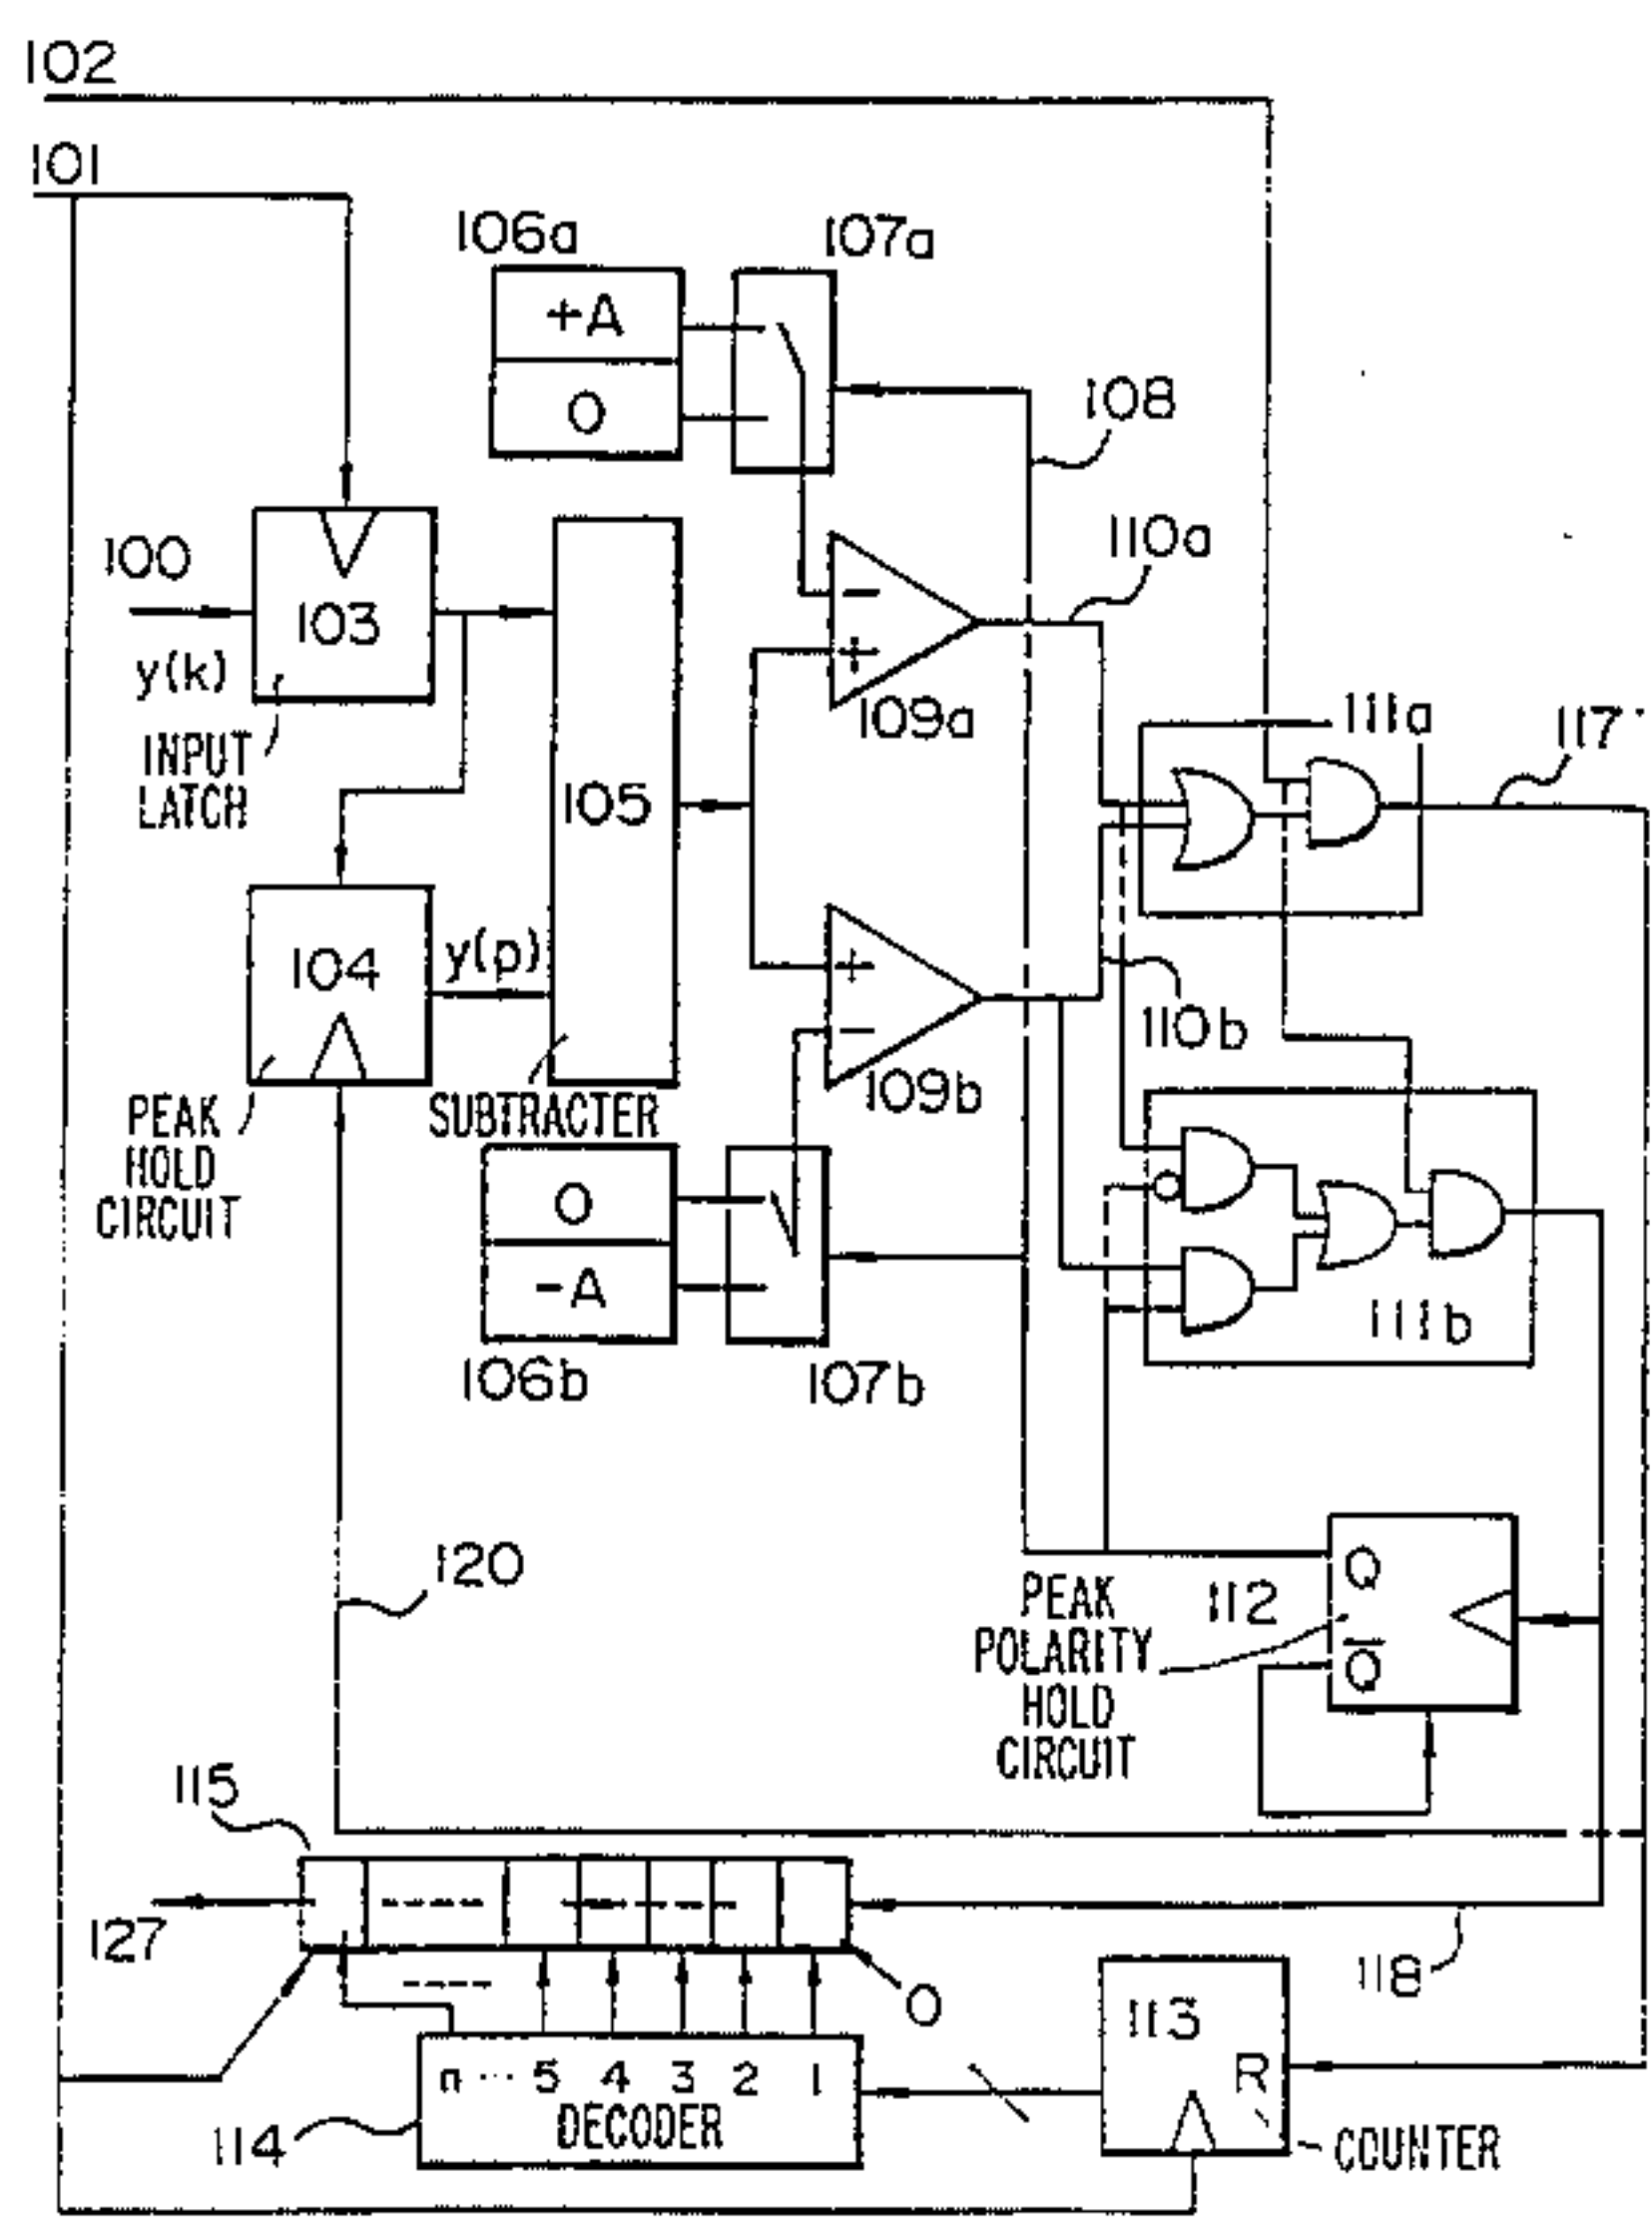 102
101
106a
107a
+A
0
108
100
103
y(k)
INPUT
LATCH
110a
−
+
109a
111a
117
105
104
y(p)
PEAK
HOLD
CIRCUIT
SUBTRACTER
+
−
109b
110b
0
−A
106b
107b
111b
120
PEAK
POLARITY
HOLD
CIRCUIT
112
Q
Q̅
115
127
0
118
113
R
n ··· 5 4 3 2 1
DECODER
114
COUNTER